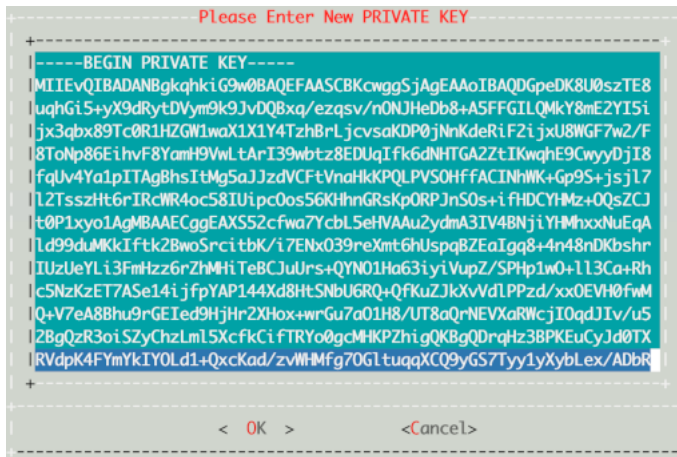 Please Enter New PRIVATE KEY
-----BEGIN PRIVATE KEY-----
MIIEvQIBADANBgkqhkiG9w0BAQEFAASCBKcwggSjAgEAAoIBAQDGpeDK8U0szTE8
uqhGi5+yX9dRytDVym9k9JvDQBxq/ezqsv/nONJHeDb8+A5FFGILQMkY8mE2YI5i
jx3qbx89Tc0R1HZGW1waX1X1Y4TzhBrLjcvsaKDP0jNnKdeRiF2ijxU8WGF7w2/F
8ToNp86EihvF8YamH9VwLtArI39wbtz8EDUqIfk6dNHTGA2ZtIKwqhE9CwyyDjI8
fqUv4Ya1pITAgBhsItMg5aJJzdVCFtVnaHkKPQLPVSOHffACINhWK+Gp9S+jsjl7
l2TsszHt6rIRcWR4oc58IUipcOos56KHhnGRsKpORPJnSOs+ifHDCYHMz+OQsZCJ
t0P1xyo1AgMBAAECggEAXS52cfwa7YcbL5eHVAAu2ydmA3IV4BNjiYHMhxxNuEqA
ld99duMKkIftk2BwoSrcitbK/i7ENxO39reXmt6hUspqBZEaIgq8+4n48nDKbshr
IUzUeYLi3FmHzz6rZhMHiTeBCJuUrs+QYNO1Ha63iyiVupZ/SPHp1wO+ll3Ca+Rh
c5NzKzET7ASe14ijfpYAP144Xd8HtSNbU6RQ+QfKuZJkXvVdlPPzd/xxOEVH0fwM
Q+V7eA8Bhu9rGEIed9HjHr2XHox+wrGu7aO1H8/UT8aQrNEVXaRWcjIOqdJIv/u5
2BgQzR3oiSZyChzLml5XcfkCifTRYo0gcMHKPZhigQKBgQDrqHz3BPKEuCyJd0TX
RVdpK4FYmYkIYOLd1+QxcKad/zvWHMfg7OGltuqqXCQ9yGS7Tyy1yXybLex/ADbR
< OK > <Cancel>